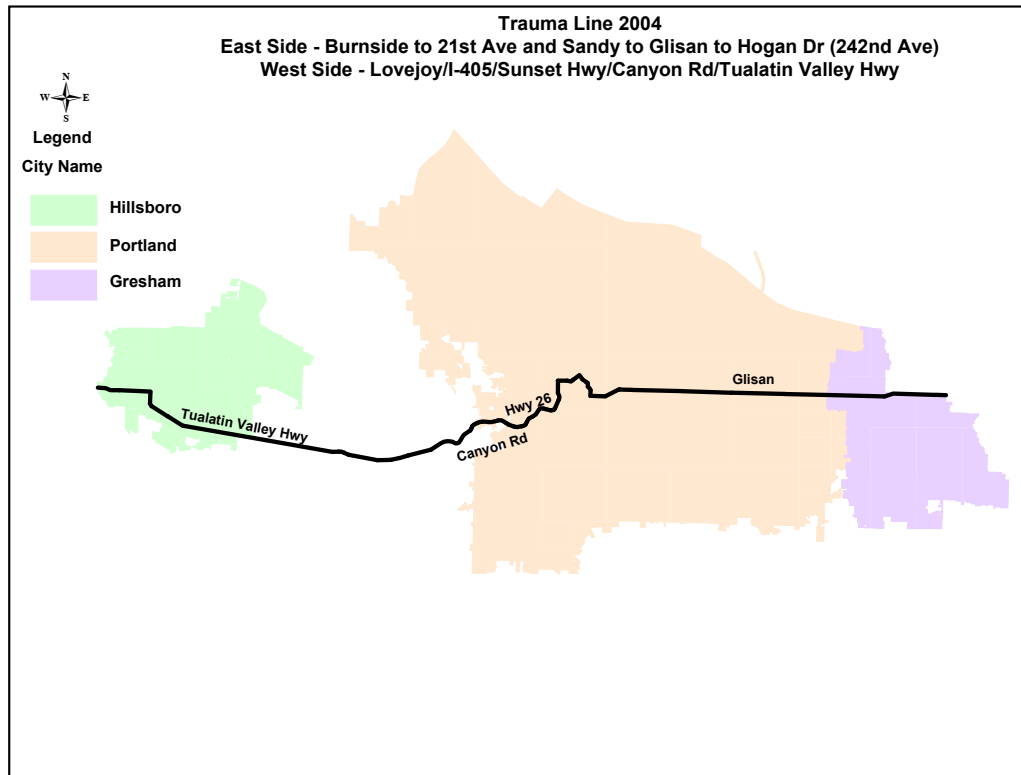 Trauma Line 2004
East Side - Burnside to 21st Ave and Sandy to Glisan to Hogan Dr (242nd Ave)
West Side - Lovejoy/I-405/Sunset Hwy/Canyon Rd/Tualatin Valley Hwy
N
W E
S
Legend
City Name
Hillsboro
Portland
Gresham
Glisan
Hwy 26
Tualatin Valley Hwy
Canyon Rd